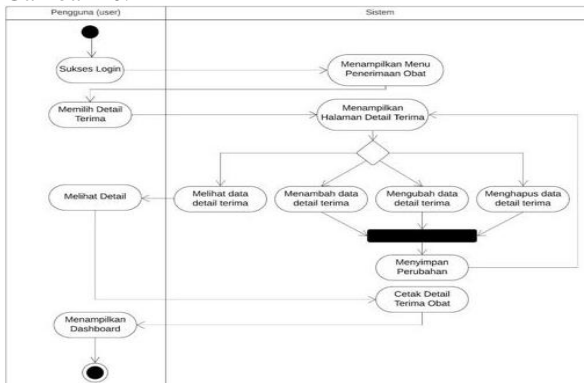 Pengguna (user)
Sistem
Sukses Login
Menampilkan Menu
Penerimaan Obat
Memilih Detail
Terima
Menampilkan
Halaman Detail Terima
Melihat Detail
Melihat data
detail terima
Menambah data
detail terima
Mengubah data
detail terima
Menghapus data
detail terima
Menyimpan
Perubahan
Cetak Detail
Terima Obat
Menampilkan
Dashboard